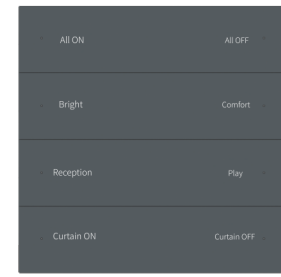 All ON All OFF
Bright Comfort
Reception Play
Curtain ON Curtain OFF